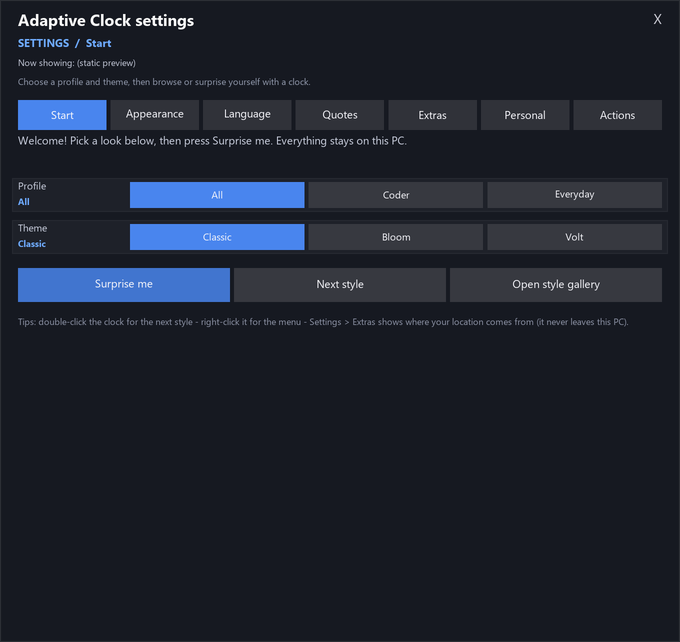 Adaptive Clock settings
X
SETTINGS / Start
Now showing: (static preview)
Choose a profile and theme, then browse or surprise yourself with a clock.
Start Appearance Language Quotes Extras Personal Actions
Welcome! Pick a look below, then press Surprise me. Everything stays on this PC.
Profile
All
All Coder Everyday
Theme
Classic
Classic Bloom Volt
Surprise me Next style Open style gallery
Tips: double-click the clock for the next style - right-click it for the menu - Settings > Extras shows where your location comes from (it never leaves this PC).